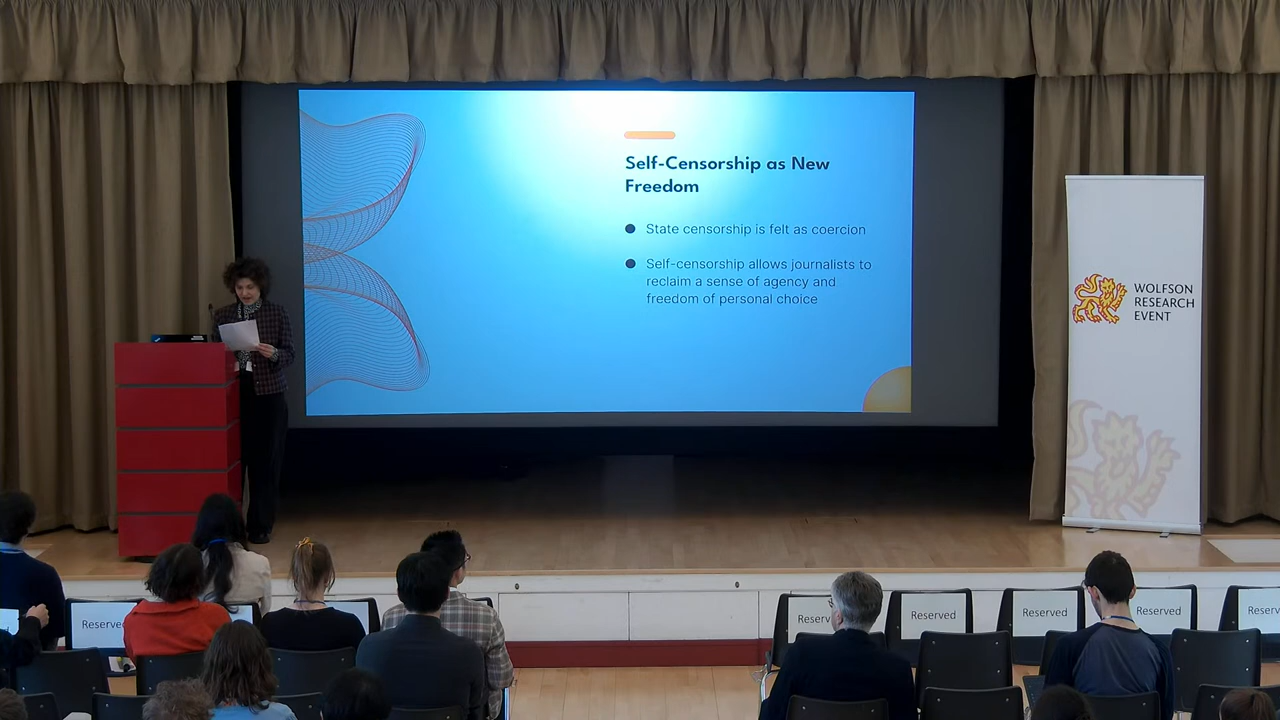 Self-Censorship as New
Freedom
State censorship is felt as coercion
Self-censorship allows journalists to
reclaim a sense of agency and
freedom of personal choice
WOLFSON
RESEARCH
EVENT
Reserved
Reserved
Reserved